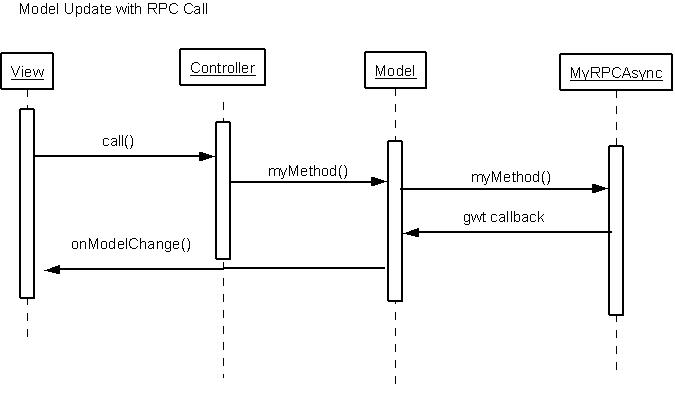 Model Update with RPC Call
View
Controller
Model
MyRPCAsync
call()
myMethod()
myMethod()
gwt callback
onModelChange()